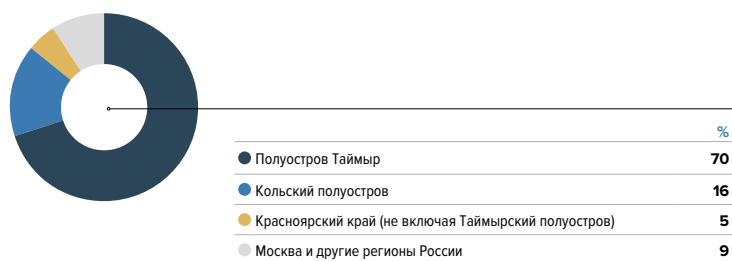 %
Полуостров Таймыр 70
Кольский полуостров 16
Красноярский край (не включая Таймырский полуостров) 5
Москва и другие регионы России 9